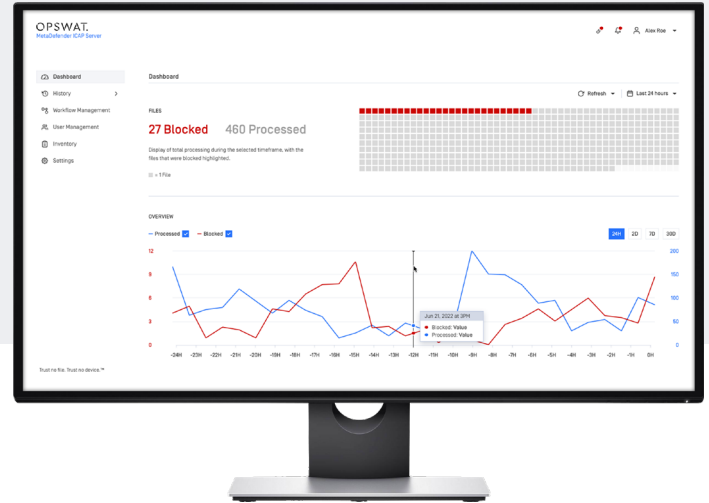 OPSWAT.
MetaDefender ICAP Server
Alex Roe
Dashboard
History
Workflow Management
User Management
Inventory
Settings
Trust no file. Trust no device.™
Dashboard
Refresh
Last 24 hours
FILES
27 Blocked 460 Processed
Display of total processing during the selected timeframe, with the
files that were blocked highlighted.
= 1 File
OVERVIEW
Processed Blocked
24H 2D 7D 30D
12
9
6
3
0
200
150
100
50
0
Jun 21, 2022 at 3PM
Blocked: Value
Processed: Value
-24H -23H -22H -21H -20H -19H -18H -17H -16H -15H -14H -13H -12H -11H -10H -9H -8H -7H -6H -5H -4H -3H -2H -1H 0H